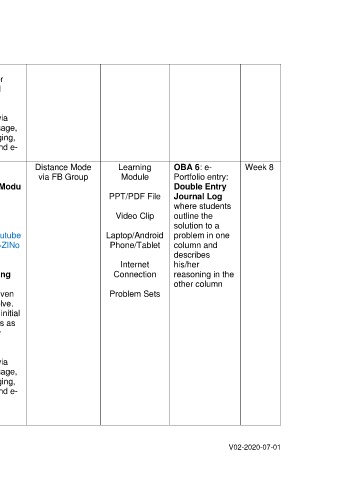 via
sage,
ging,
nd e-
Modu
utube
-ZINo
ng
ven
lve.
initial
s as
via
sage,
ging,
nd e-
Distance Mode
via FB Group
Learning
Module
PPT/PDF File
Video Clip
Laptop/Android
Phone/Tablet
Internet
Connection
Problem Sets
OBA 6: e-
Portfolio entry:
Double Entry
Journal Log
where students
outline the
solution to a
problem in one
column and
describes
his/her
reasoning in the
other column
Week 8
V02-2020-07-01